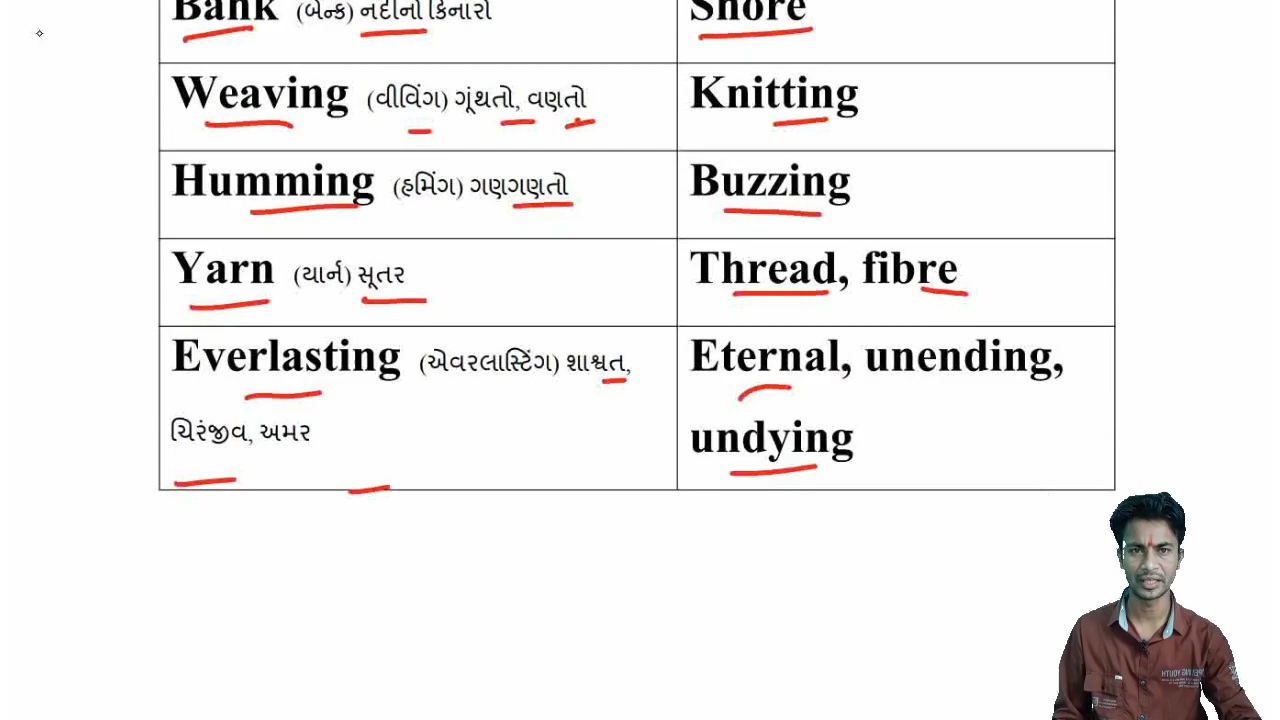 Bank (બેન્ક) નદીનો કિનારો
Shore
Weaving (વીવિંગ) ગૂંથતો, વણતો
Knitting
Humming (હમિંગ) ગણગણતો
Buzzing
Yarn (યાર્ન) સૂતર
Thread, fibre
Everlasting (એવરલાસ્ટિંગ) શાશ્વત,
ચિરંજીવ, અમર
Eternal, unending,
undying